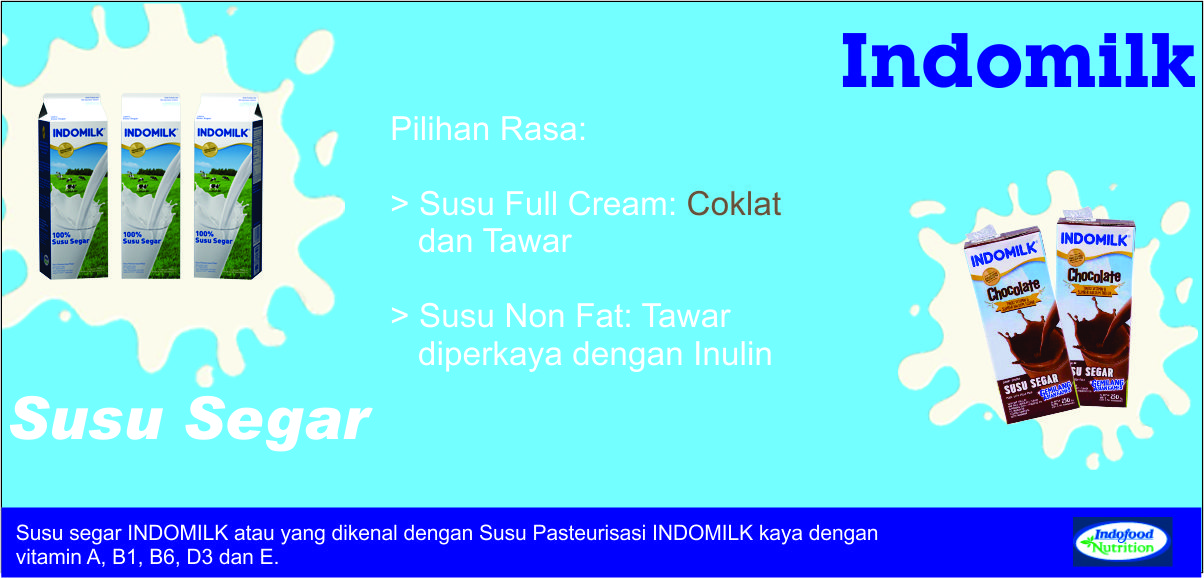 Indomilk
INDOMILK
100%
Susu Segar
INDOMILK
100%
Susu Segar
INDOMILK
100%
Susu Segar
Pilihan Rasa:
> Susu Full Cream: Coklat
dan Tawar
> Susu Non Fat: Tawar
diperkaya dengan Inulin
INDOMILK
Chocolate
SUSU SEGAR
INDOMILK
Chocolate
SU SEGAR
Susu Segar
Susu segar INDOMILK atau yang dikenal dengan Susu Pasteurisasi INDOMILK kaya dengan
vitamin A, B1, B6, D3 dan E.
Indofood
Nutrition